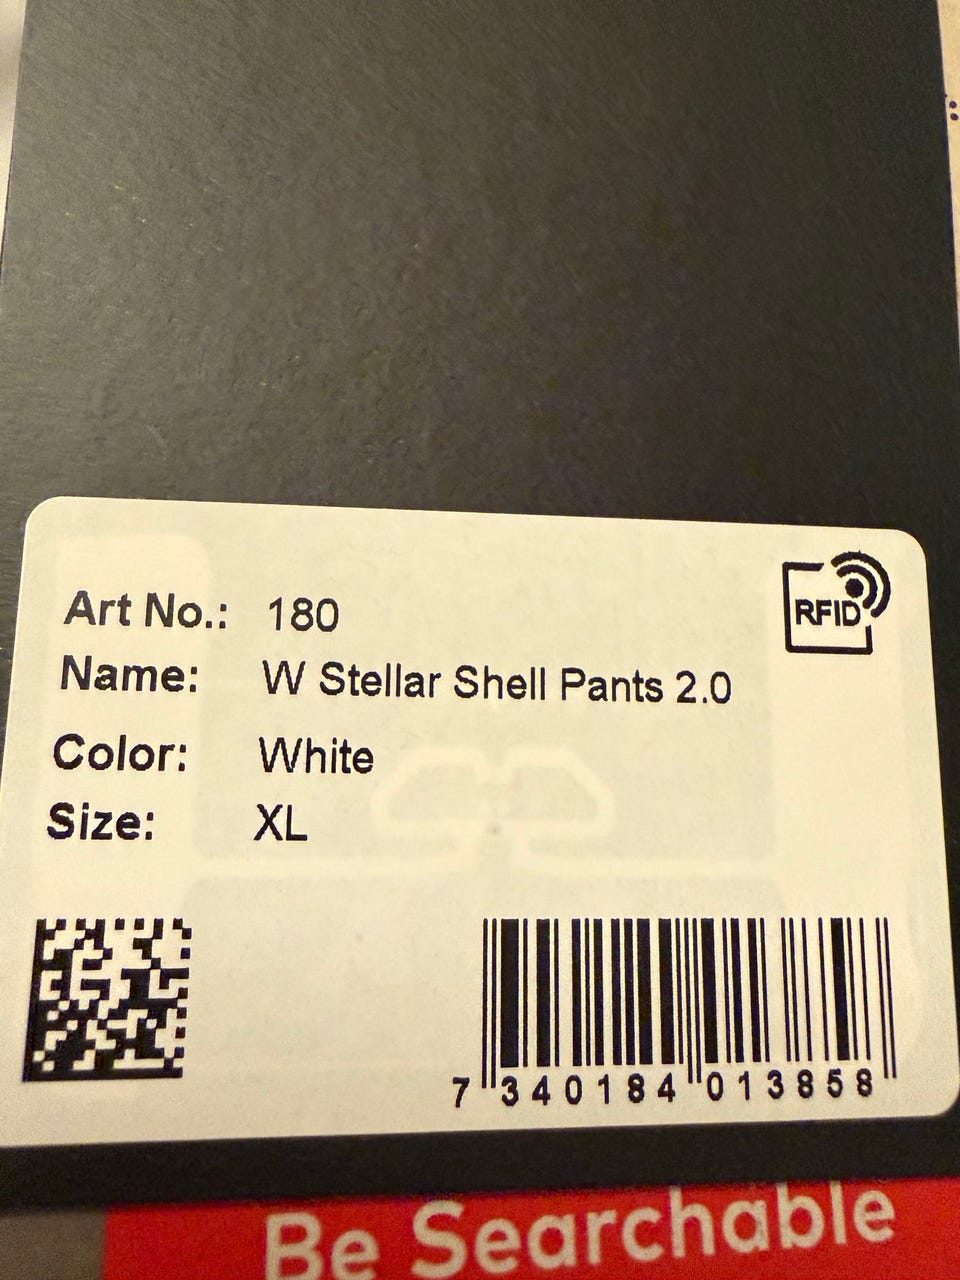 Art No.: 180
RFID
Name: W Stellar Shell Pants 2.0
Color: White
Size: XL
7 340184 013858
Be Searchable